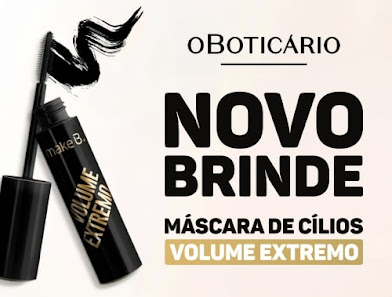 oBOTICÁRIO
NOVO
BRINDE
MÁSCARA DE CÍLIOS
VOLUME EXTREMO
make B.
VOLUME
EXTREMO